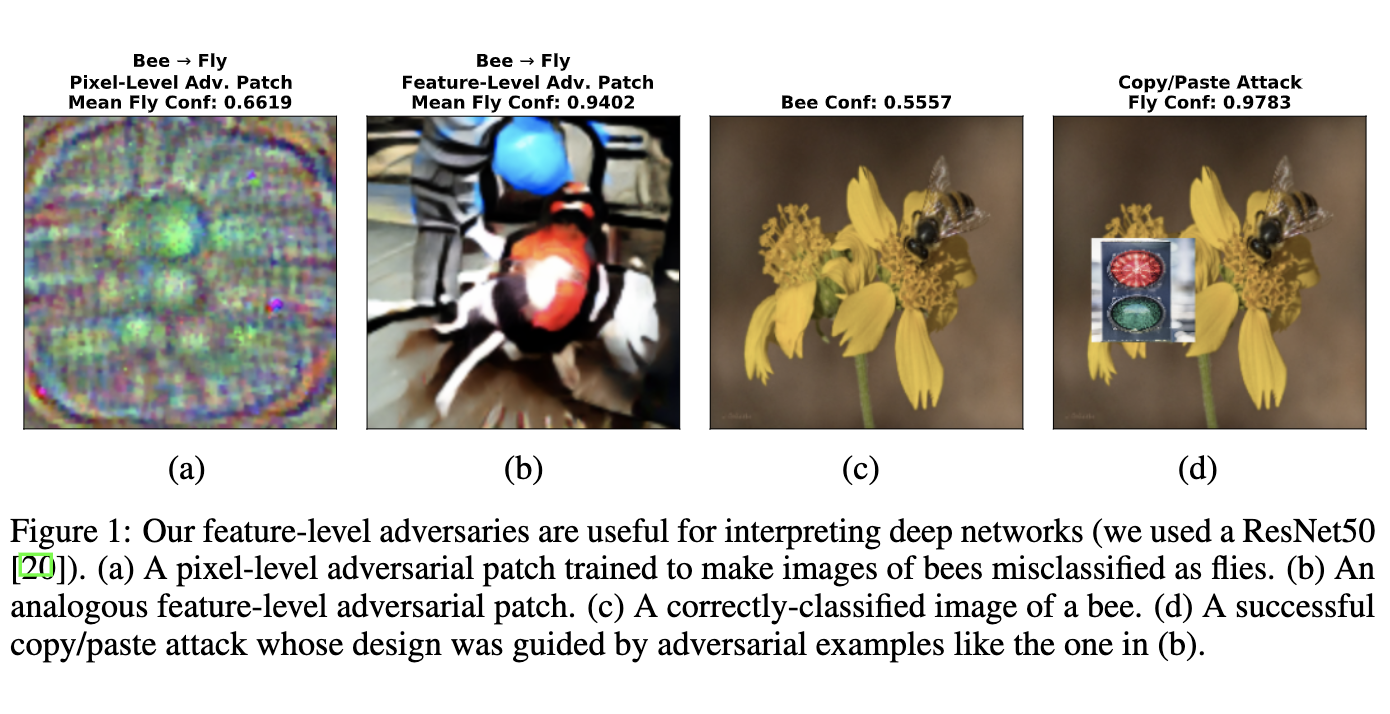 Bee → Fly
Pixel-Level Adv. Patch
Mean Fly Conf: 0.6619
Bee → Fly
Feature-Level Adv. Patch
Mean Fly Conf: 0.9402
Bee Conf: 0.5557
Copy/Paste Attack
Fly Conf: 0.9783
(a)
(b)
(c)
(d)
Figure 1: Our feature-level adversaries are useful for interpreting deep networks (we used a ResNet50
[20]). (a) A pixel-level adversarial patch trained to make images of bees misclassified as flies. (b) An
analogous feature-level adversarial patch. (c) A correctly-classified image of a bee. (d) A successful
copy/paste attack whose design was guided by adversarial examples like the one in (b).